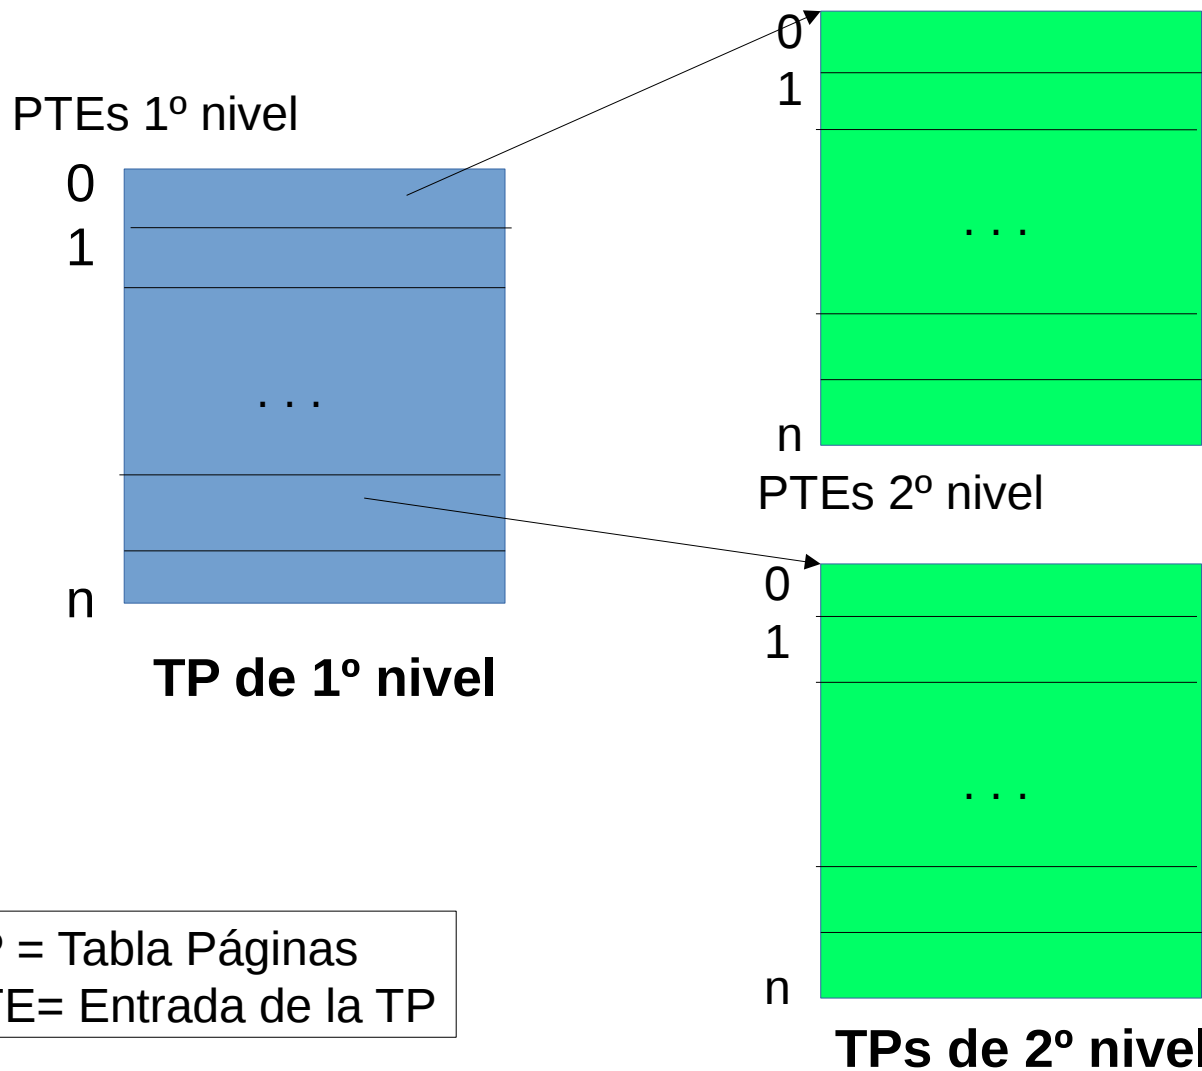 PTEs 1º nivel
0
1
. . .
n
TP de 1º nivel
0
1
. . .
n
PTEs 2º nivel
0
1
. . .
n
TPs de 2º nivel
= Tabla Páginas
= Entrada de la TP